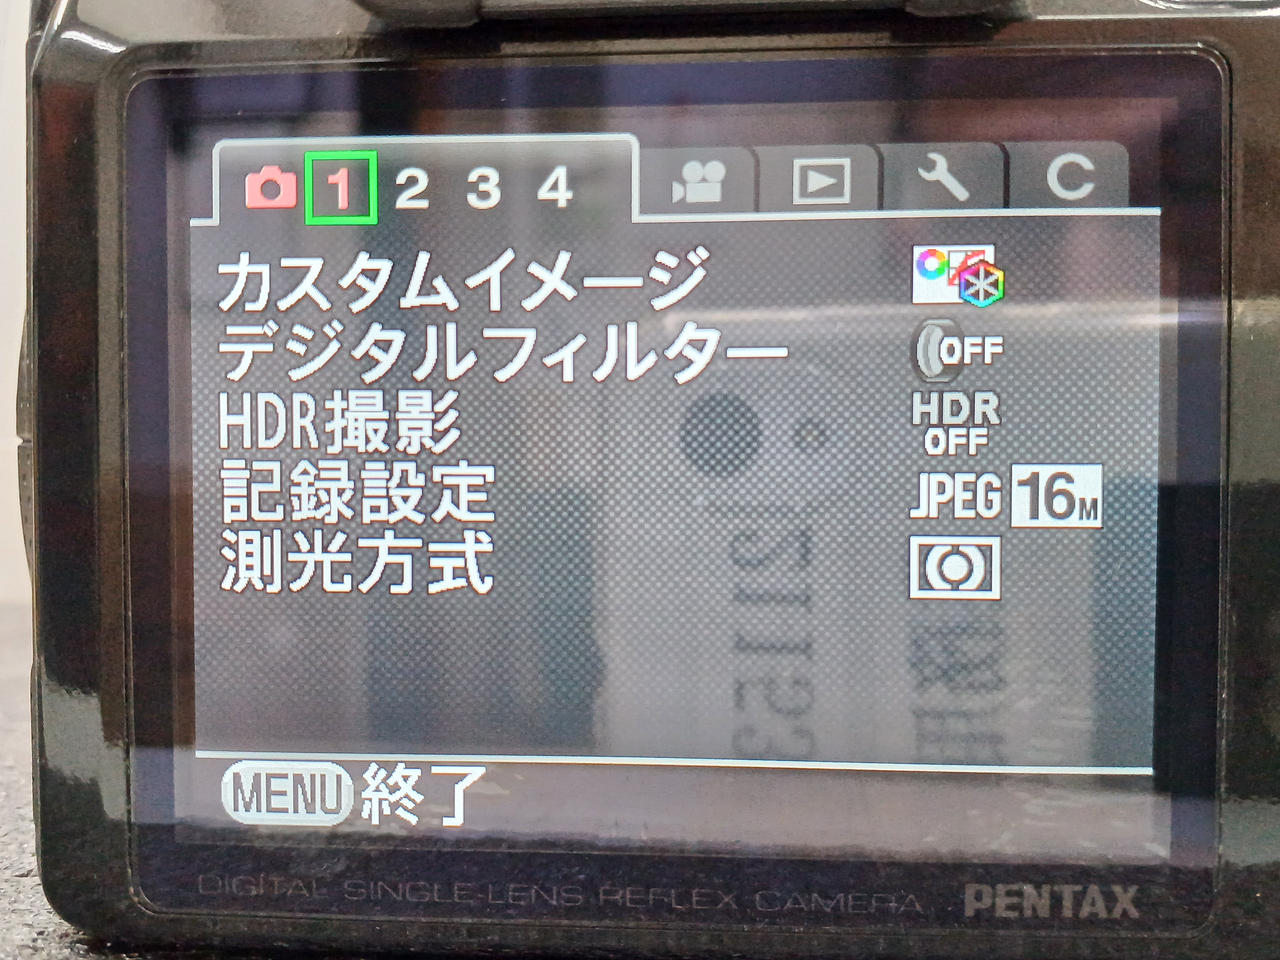 1 2 3 4 C
カスタムイメージ
デジタルフィルター OFF
HDR撮影 HDR OFF
記録設定 JPEG 16M
測光方式
MENU 終了
DIGITAL SINGLE-LENS REFLEX CAMERA PENTAX